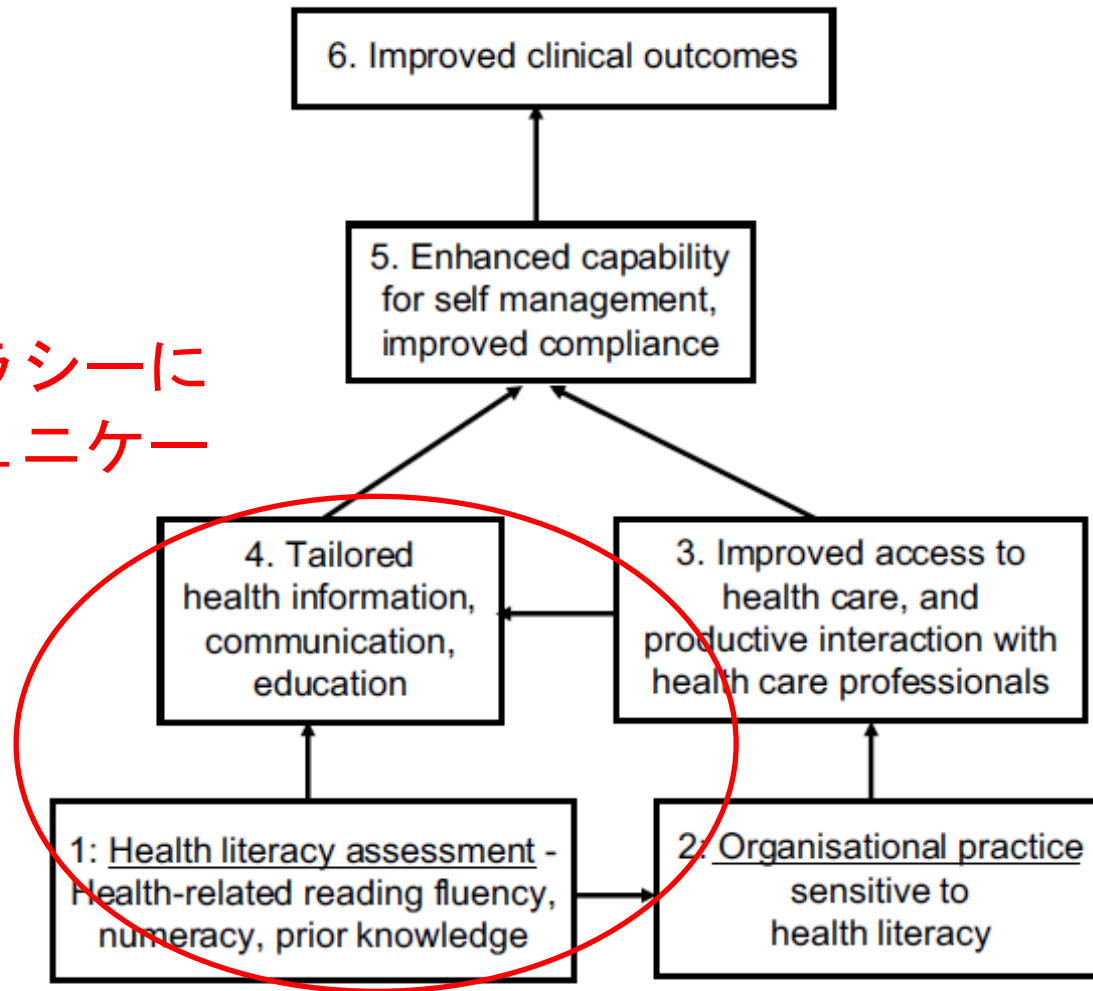 6. Improved clinical outcomes
5. Enhanced capability
for self management,
improved compliance
ラシーに
ュニケー
4. Tailored
health information,
communication,
education
3. Improved access to
health care, and
productive interaction with
health care professionals
1: Health literacy assessment -
Health-related reading fluency,
numeracy, prior knowledge
2: Organisational practice
sensitive to
health literacy